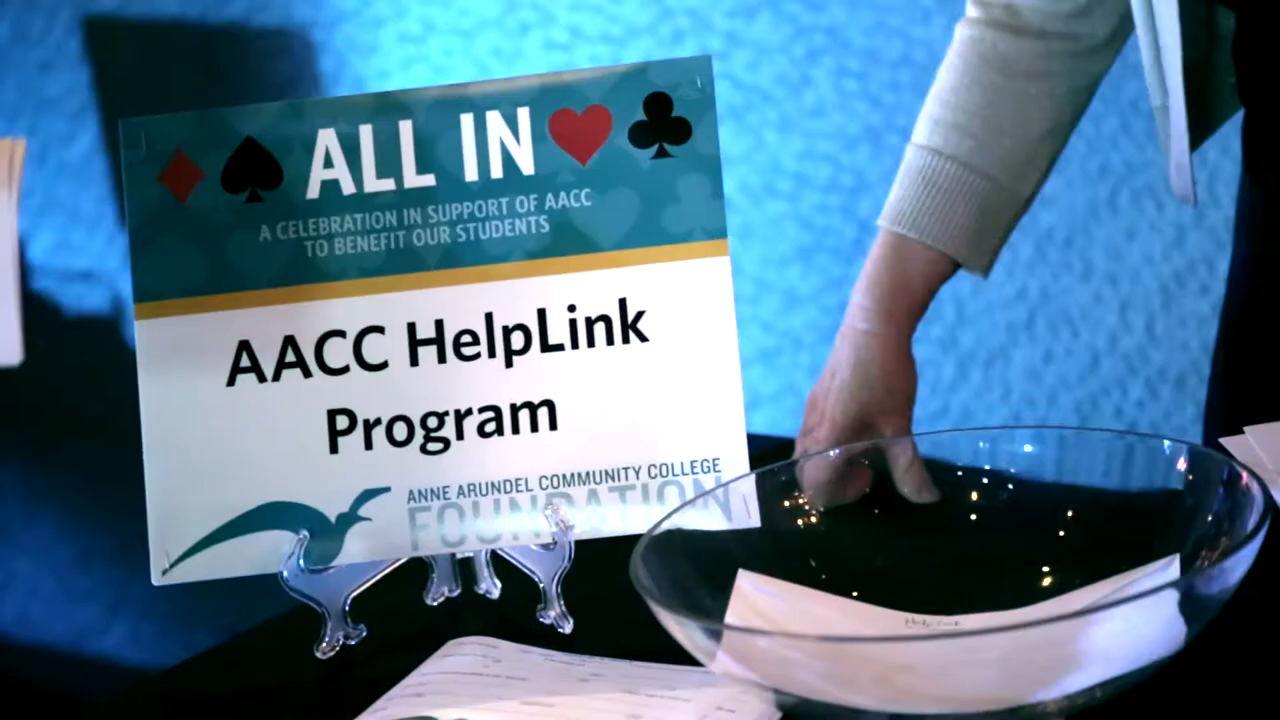 ALL IN
A CELEBRATION IN SUPPORT OF AACC
TO BENEFIT OUR STUDENTS
AACC HelpLink
Program
ANNE ARUNDEL COMMUNITY COLLEGE
FOUNDATION
HelpLink